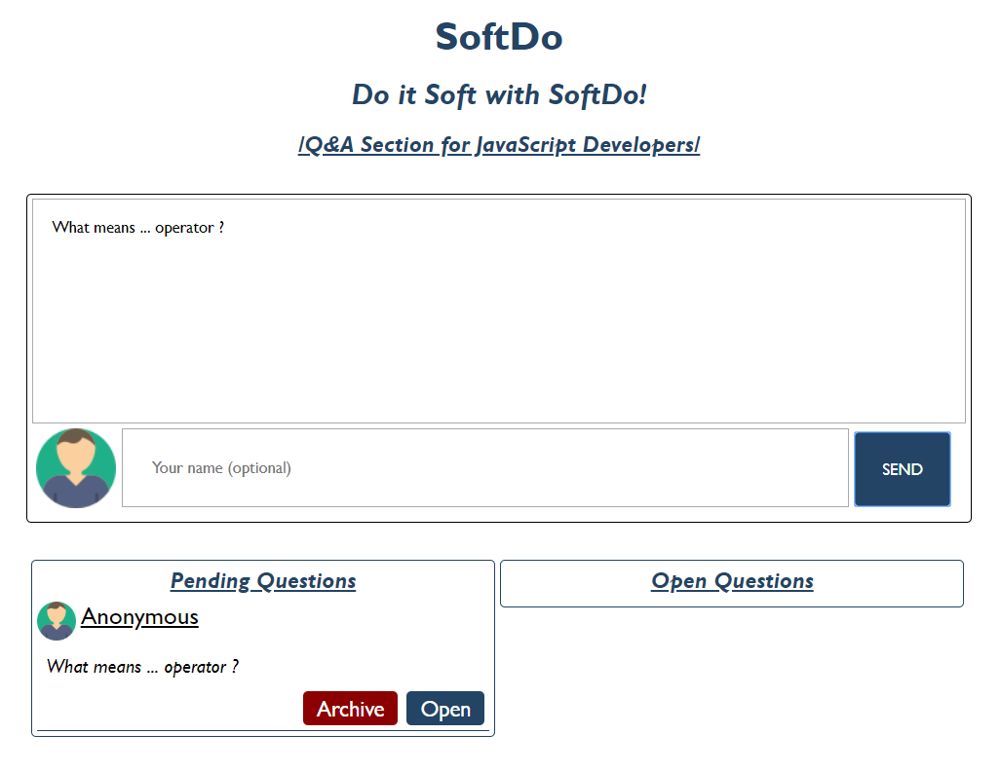 SoftDo
Do it Soft with SoftDo!
/Q&A Section for JavaScript Developers/
What means ... operator ?
Your name (optional)
SEND
Pending Questions
Anonymous
What means ... operator ?
Archive
Open
Open Questions